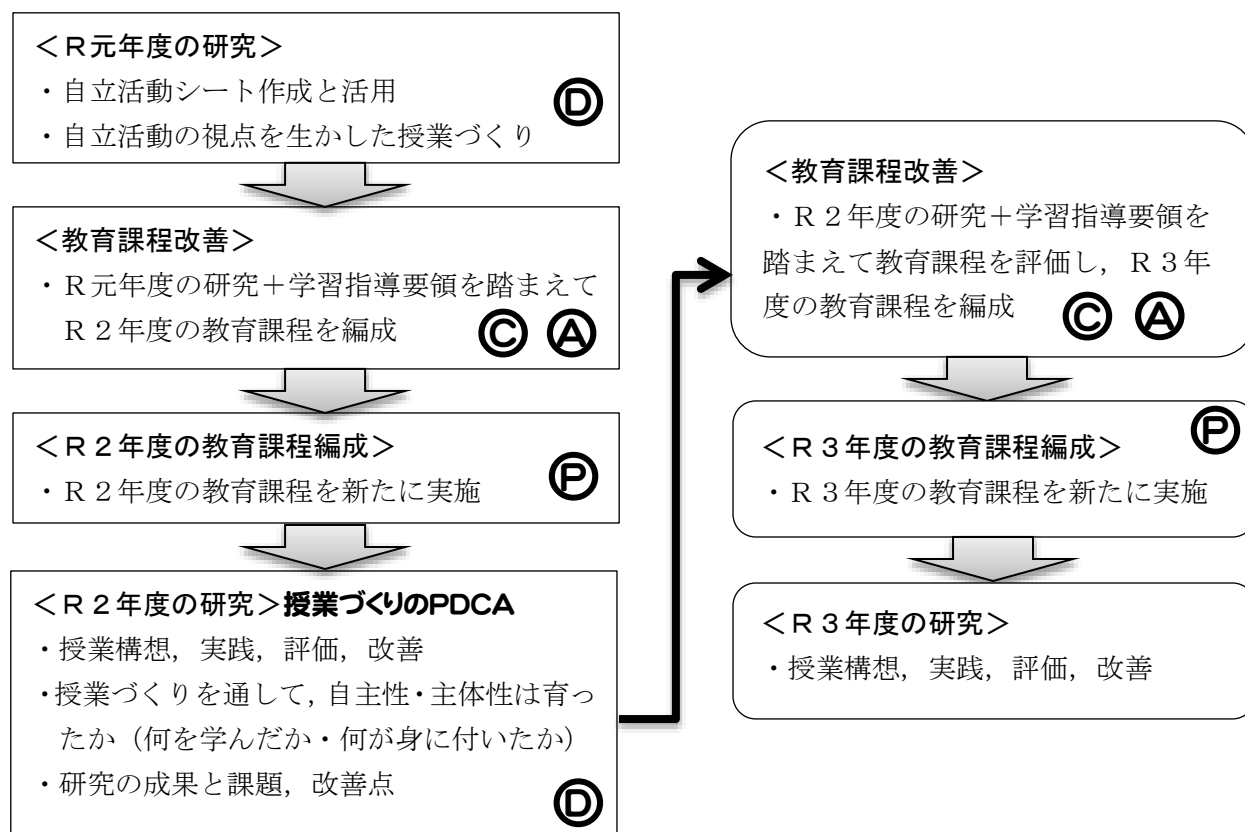 ＜Ｒ元年度の研究＞
・自立活動シート作成と活用
・自立活動の視点を生かした授業づくり
Ⓓ
＜教育課程改善＞
・Ｒ元年度の研究＋学習指導要領を踏まえて
Ｒ２年度の教育課程を編成
Ⓒ Ⓐ
＜Ｒ２年度の教育課程編成＞
・Ｒ２年度の教育課程を新たに実施
Ⓟ
＜Ｒ２年度の研究＞授業づくりのPDCA
・授業構想，実践，評価，改善
・授業づくりを通して，自主性・主体性は育っ
たか（何を学んだか・何が身に付いたか）
・研究の成果と課題，改善点
Ⓓ
＜教育課程改善＞
・Ｒ２年度の研究＋学習指導要領を
踏まえて教育課程を評価し，Ｒ３年
度の教育課程を編成
Ⓒ Ⓐ
＜Ｒ３年度の教育課程編成＞
Ⓟ
・Ｒ３年度の教育課程を新たに実施
＜Ｒ３年度の研究＞
・授業構想，実践，評価，改善